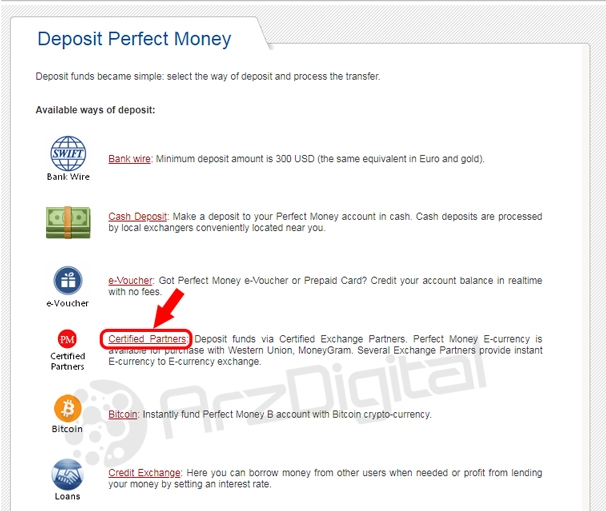 Deposit Perfect Money
Deposit funds became simple: select the way of deposit and process the transfer.
Available ways of deposit:
SWIFT
Bank Wire
Bank wire: Minimum deposit amount is 300 USD (the same equivalent in Euro and gold).
Cash Deposit: Make a deposit to your Perfect Money account in cash. Cash deposits are processed
by local exchangers conveniently located near you.
e-Voucher
e-Voucher: Got Perfect Money e-Voucher or Prepaid Card? Credit your account balance in realtime
with no fees.
PM
Certified
Partners
Certified Partners: Deposit funds via Certified Exchange Partners. Perfect Money E-currency is
available for purchase with Western Union, MoneyGram. Several Exchange Partners provide instant
E-currency to E-currency exchange.
ArzDigital
Bitcoin
Bitcoin: Instantly fund Perfect Money B account with Bitcoin crypto-currency.
Loans
Credit Exchange: Here you can borrow money from other users when needed or profit from lending
your money by setting an interest rate.